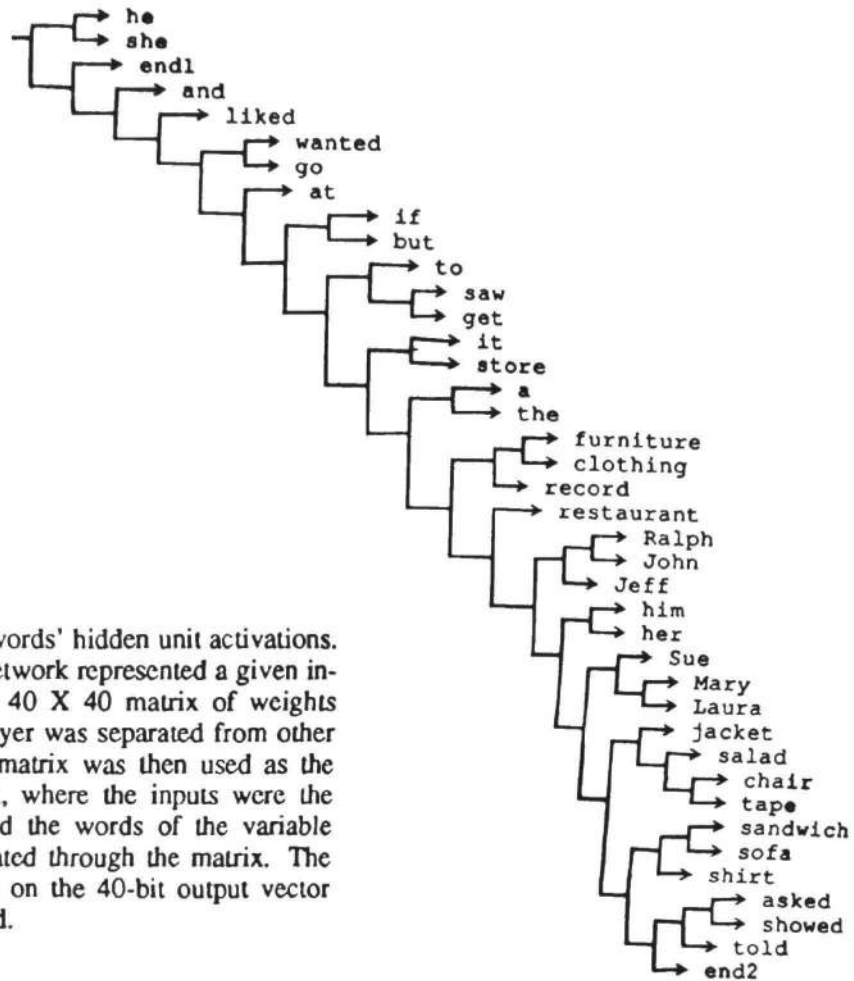 he
she
end1
and
liked
wanted
go
at
if
but
to
saw
get
it
store
a
the
furniture
clothing
record
restaurant
Ralph
John
Jeff
him
her
Sue
Mary
Laura
jacket
salad
chair
tape
sandwich
sofa
shirt
asked
showed
told
end2
words' hidden unit activations.
etwork represented a given in-
40 X 40 matrix of weights
yer was separated from other
matrix was then used as the
, where the inputs were the
d the words of the variable
ated through the matrix. The
on the 40-bit output vector
d.